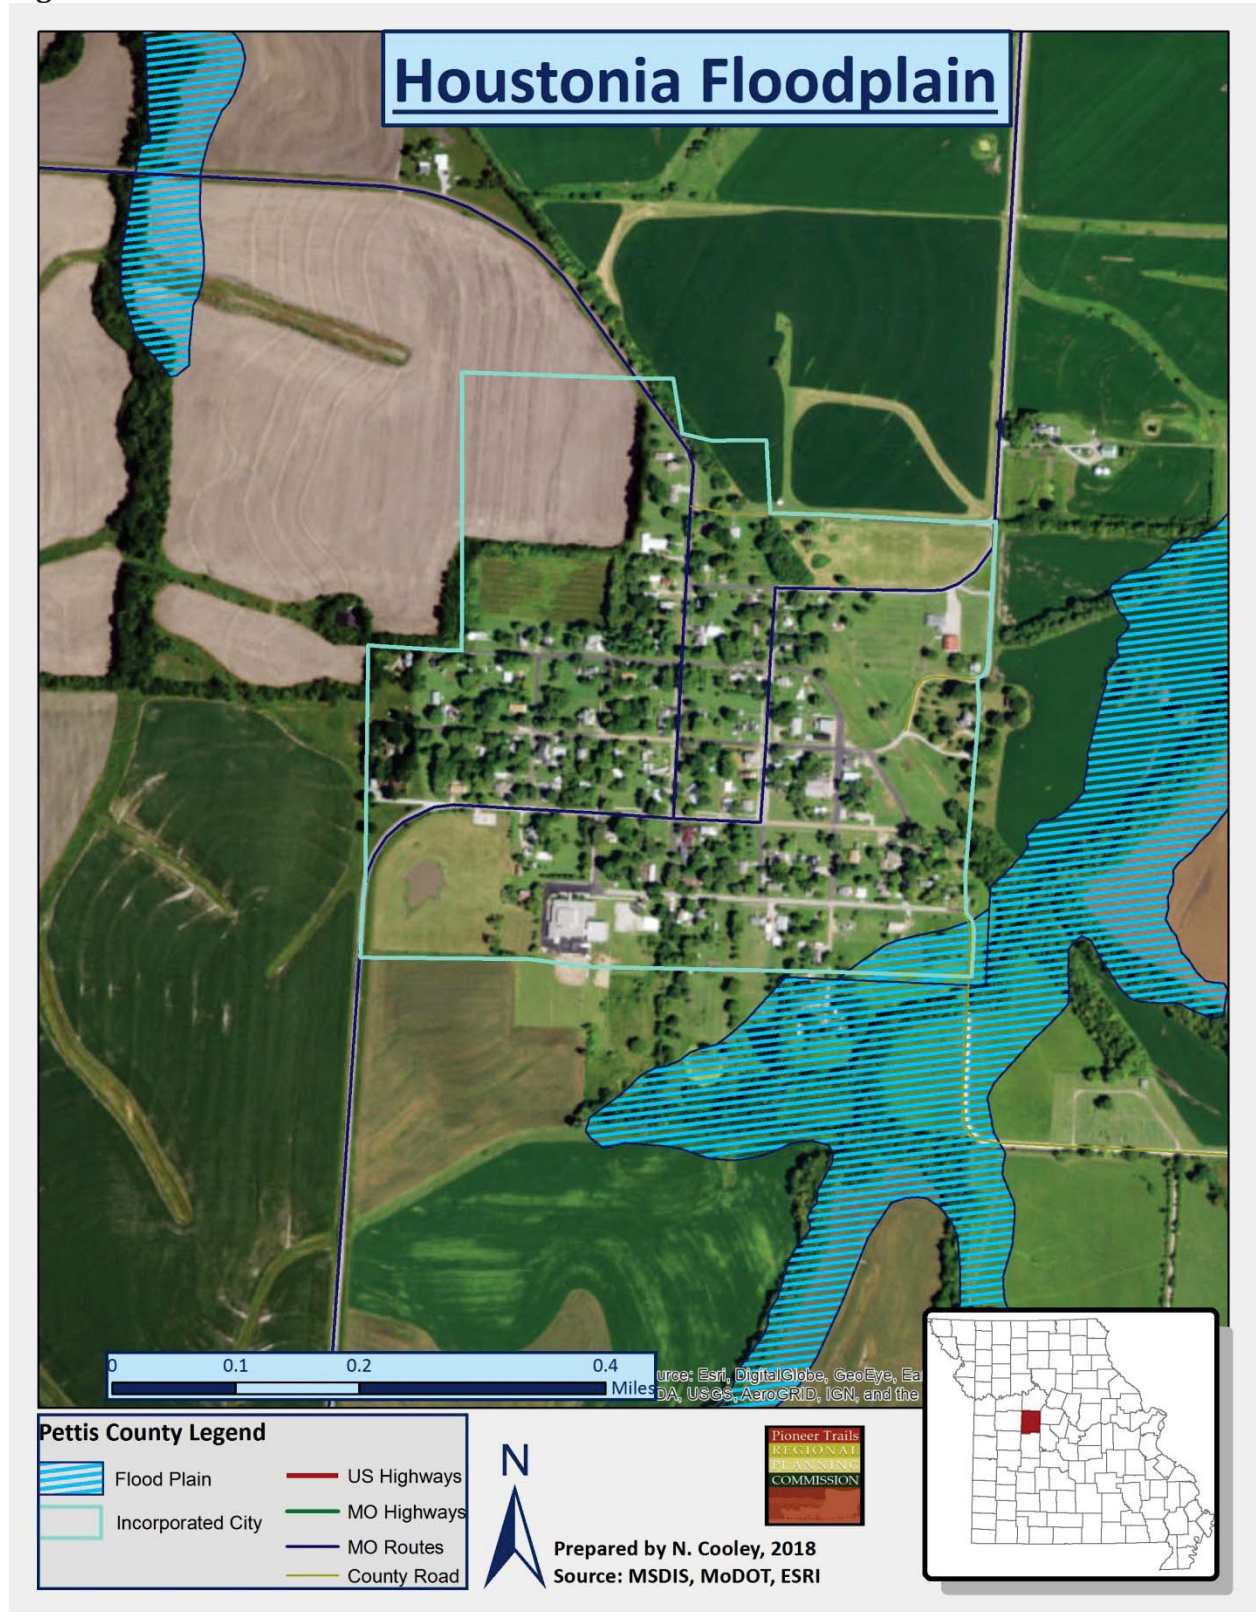 Houstonia Floodplain
0 0.1 0.2 0.4
Miles
urce: Esri, DigitalGlobe, GeoEye, Ea
DA, USGS, AeroGRID, IGN, and the
Pettis County Legend
Flood Plain
Incorporated City
US Highways
MO Highways
MO Routes
County Road
N
Prepared by N. Cooley, 2018
Source: MSDIS, MoDOT, ESRI
Pioneer Trails
REGIONAL
PLANNING
COMMISSION